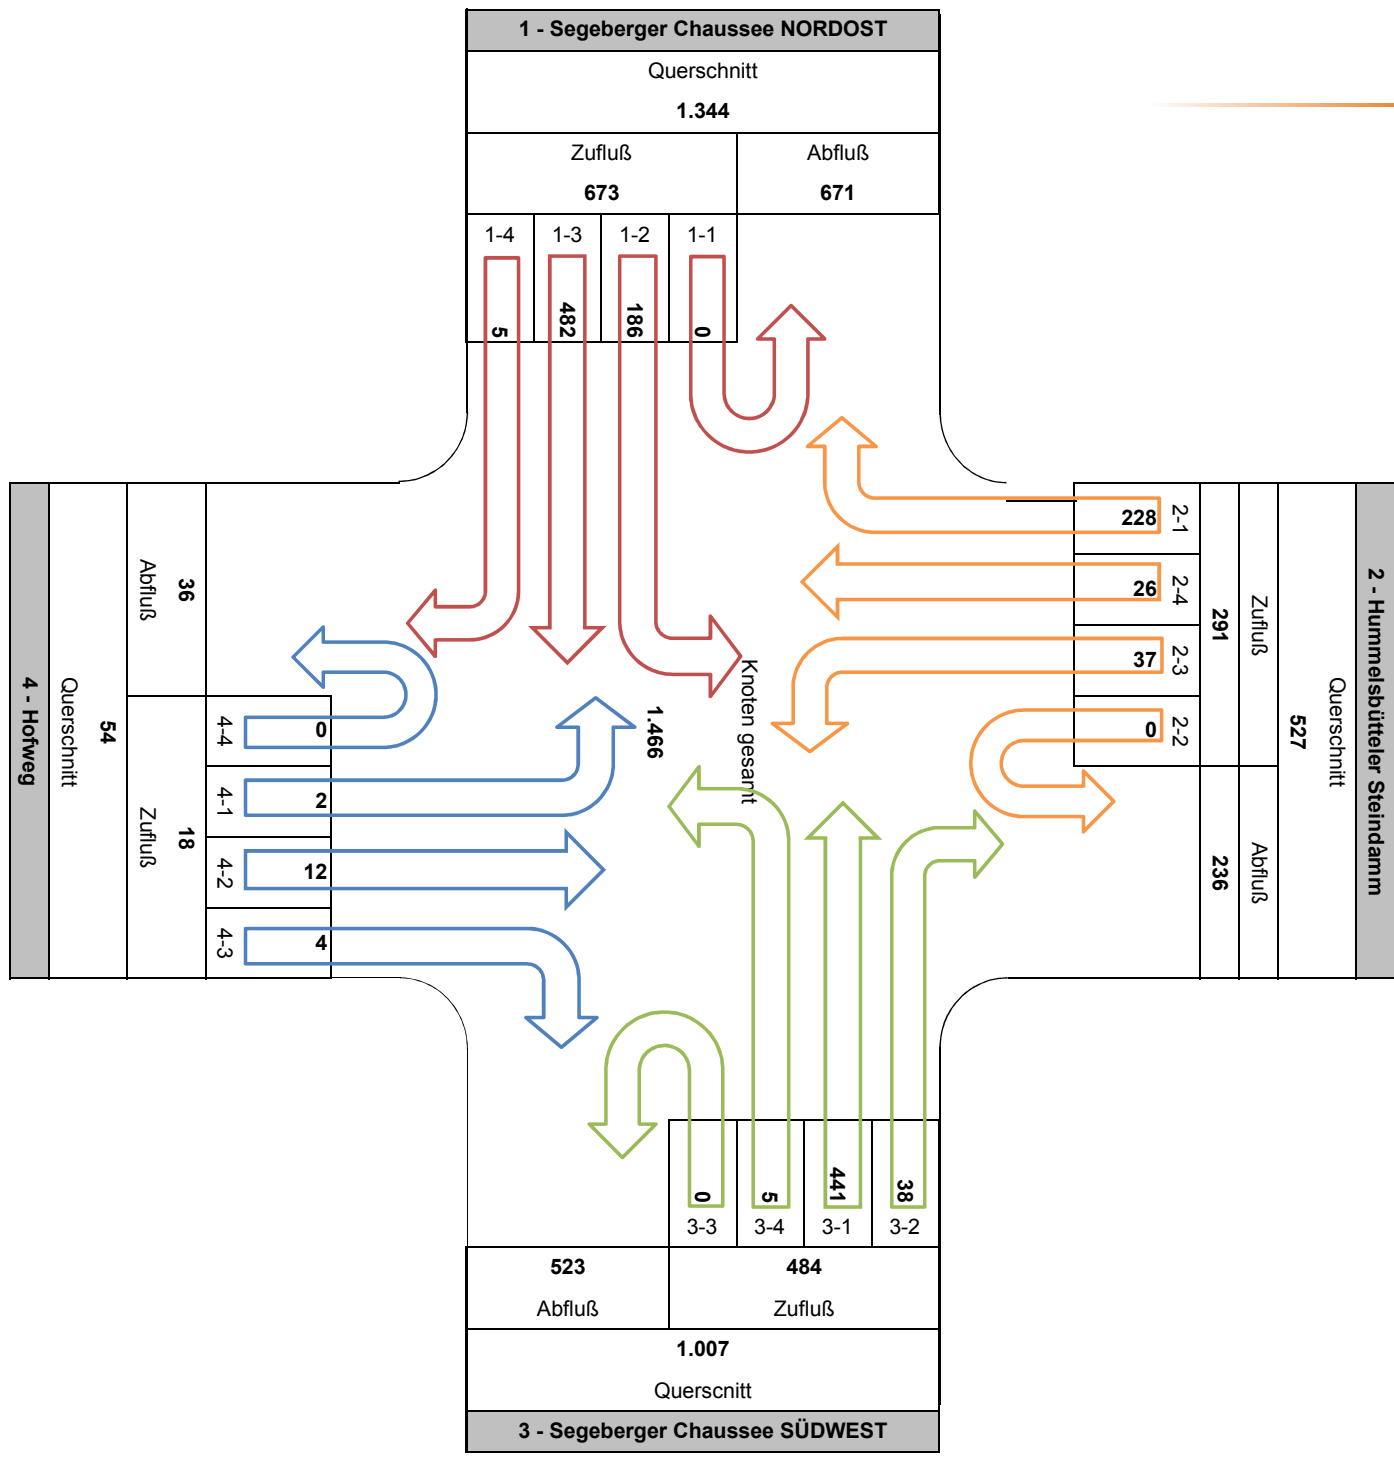 1 - Segeberger Chaussee NORDOST
Querschnitt
1.344
Zufluß
Abfluß
673
671
1-4
1-3
1-2
1-1
5
482
186
0
2 - Hummelsbütteler Steindamm
Querschnitt
527
Zufluß
291
Abfluß
236
2-1
228
2-4
26
2-3
37
2-2
0
Knoten gesamt
1.466
4 - Hofweg
Querschnitt
54
Abfluß
36
Zufluß
18
4-4
0
4-1
2
4-2
12
4-3
4
0
5
441
38
3-3
3-4
3-1
3-2
523
484
Abfluß
Zufluß
1.007
Querscnitt
3 - Segeberger Chaussee SÜDWEST